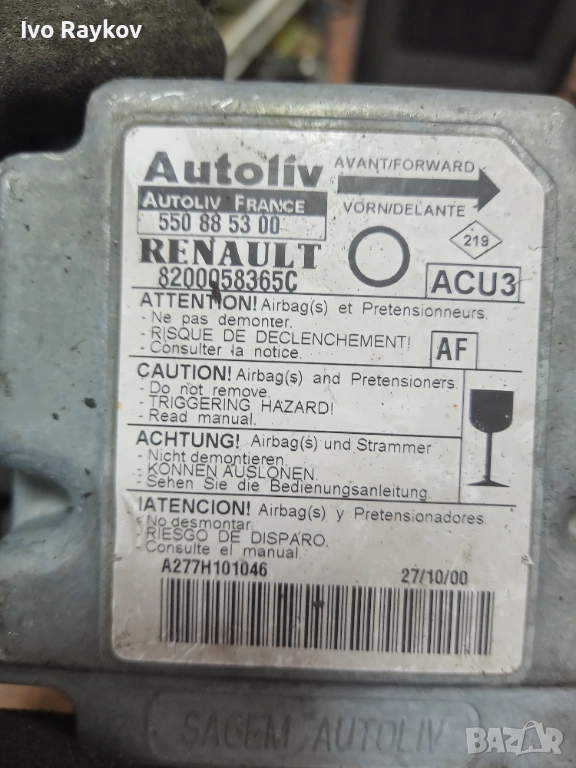 Ivo Raykov
Autoliv
AVANT/FORWARD
AUTOLIV FRANCE
VORN/DELANTE
550 88 53 00
219
RENAULT
8200058365C
ACU3
ATTENTION! Airbag(s) et Pretensionneurs.
- Ne pas demonter.
- RISQUE DE DECLENCHEMENT!
- Consulter la notice.
AF
CAUTION! Airbag(s) and Pretensioners.
- Do not remove.
- TRIGGERING HAZARD!
- Read manual.
ACHTUNG! Airbag(s) und Strammer
- Nicht demontieren.
- KONNEN AUSLONEN.
- Sehen Sie die Bedienungsanleitung.
!ATENCION! Airbag(s) y Pretensionadores.
- No desmontar.
- RIESGO DE DISPARO.
- Consulte el manual.
A277H101046
27/10/00
SAGEM AUTOLIV
BAZAR